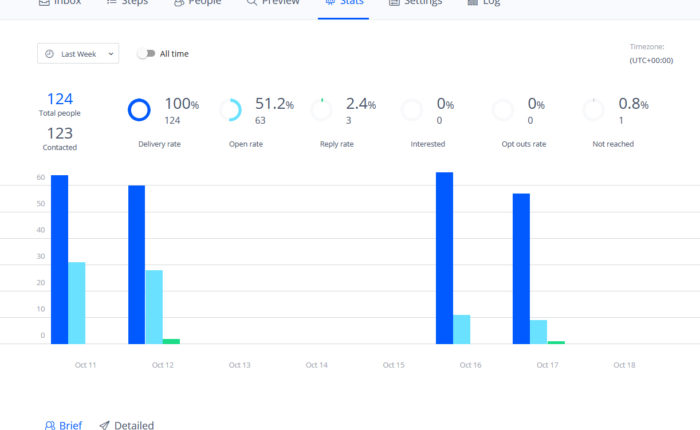 Inbox Steps People Preview Stats Settings Log
Last Week All time
Timezone:
(UTC+00:00)
124
Total people
123
Contacted
100%
124
Delivery rate
51.2%
63
Open rate
2.4%
3
Reply rate
0%
0
Interested
0%
0
Opt outs rate
0.8%
1
Not reached
60
50
40
30
20
10
0
Oct 11 Oct 12 Oct 13 Oct 14 Oct 15 Oct 16 Oct 17 Oct 18
Brief Detailed